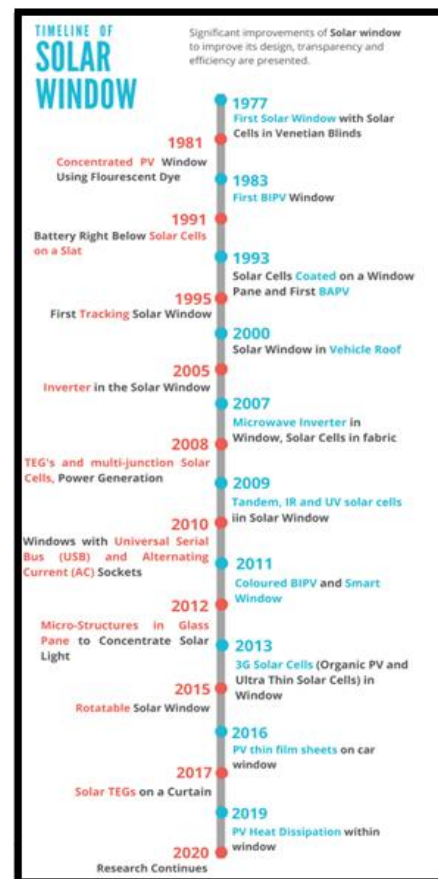 TIMELINE OF
SOLAR
WINDOW
Significant improvements of Solar window
to improve its design, transparency and
efficiency are presented.
1977
First Solar Window with Solar
Cells in Venetian Blinds
1981
Concentrated PV Window
Using Flourescent Dye
1983
First BIPV Window
1991
Battery Right Below Solar Cells
on a Slat
1993
Solar Cells Coated on a Window
Pane and First BAPV
1995
First Tracking Solar Window
2000
Solar Window in Vehicle Roof
2005
Inverter in the Solar Window
2007
Microwave Inverter in
Window, Solar Cells in fabric
2008
TEG's and multi-junction Solar
Cells, Power Generation
2009
Tandem, IR and UV solar cells
iin Solar Window
2010
Windows with Universal Serial
Bus (USB) and Alternating
Current (AC) Sockets
2011
Coloured BIPV and Smart
Window
2012
Micro-Structures in Glass
Pane to Concentrate Solar
Light
2013
3G Solar Cells (Organic PV and
Ultra Thin Solar Cells) in
Window
2015
Rotatable Solar Window
2016
PV thin film sheets on car
window
2017
Solar TEGs on a Curtain
2019
PV Heat Dissipation within
window
2020
Research Continues